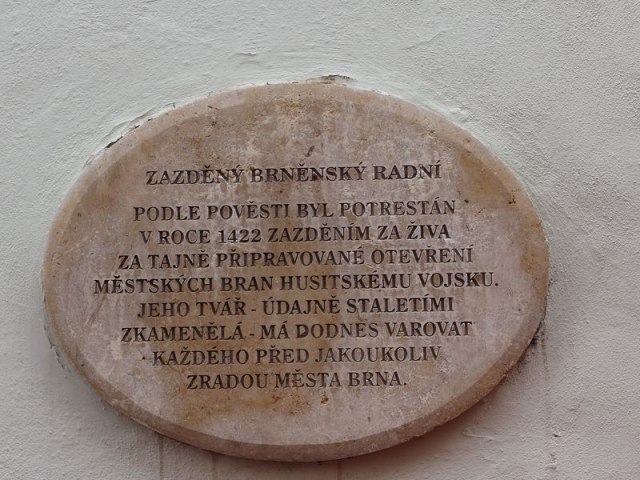 ZAZDĚNÝ BRNĚNSKÝ RADNÍ
PODLE POVĚSTI BYL POTRESTÁN
V ROCE 1422 ZAZDĚNÍM ZA ŽIVA
ZA TAJNĚ PŘIPRAVOVANÉ OTEVŘENÍ
MĚSTSKÝCH BRAN HUSITSKÉMU VOJSKU.
JEHO TVÁŘ - ÚDAJNĚ STALETÍMI
ZKAMENĚLÁ - MÁ DODNES VAROVAT
KAŽDÉHO PŘED JAKOUKOLIV
ZRADOU MĚSTA BRNA.